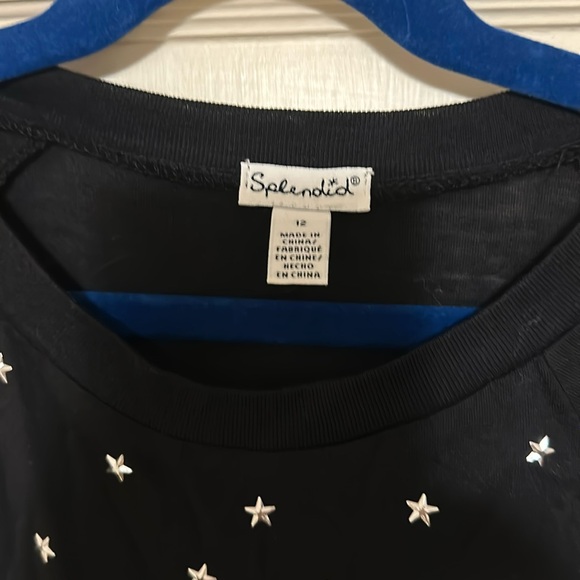 Splendid®
12
MADE IN
CHINA/
FABRIQUÉ
EN CHINE/
HECHO
EN CHINA